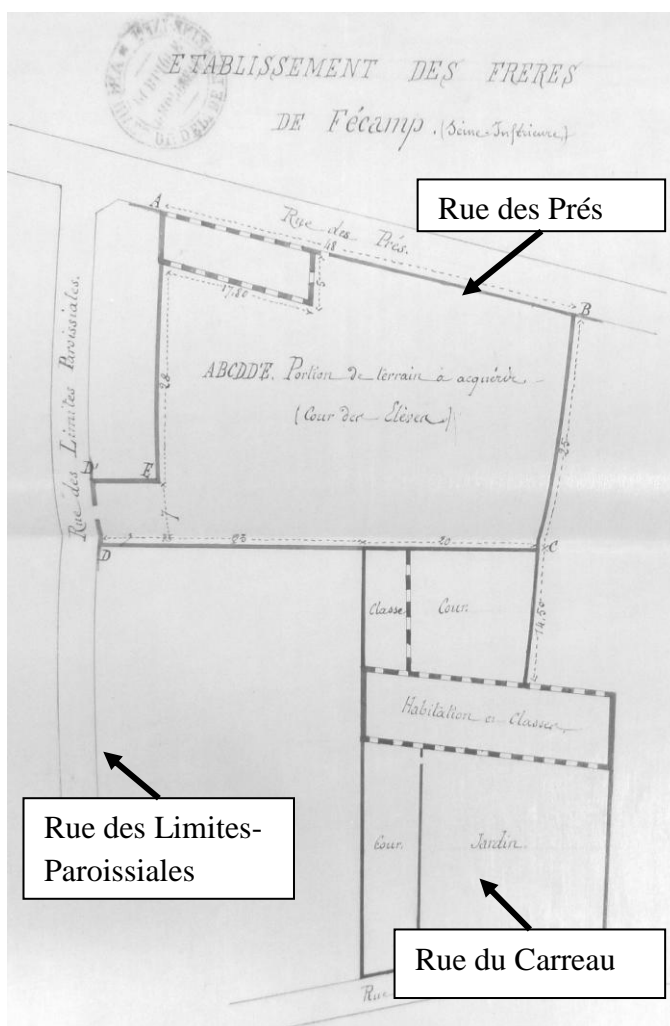 ETABLISSEMENT DES FRERES
DE Fécamp. (Seine-Inférieure)
Rue des Prés
A
Rue des Prés.
48
5
17,80
B
ABCDD'E. Portion de terrain à acquérir
(Cour des Elèves)
28
25
Rue des Limites Paroissiales.
D'
E
7
D
23
20
C
Classe
Cour.
14,50
Habitation et Classes
Rue des Limites-
Paroissiales
Cour.
Jardin.
Rue du Carreau
Rue